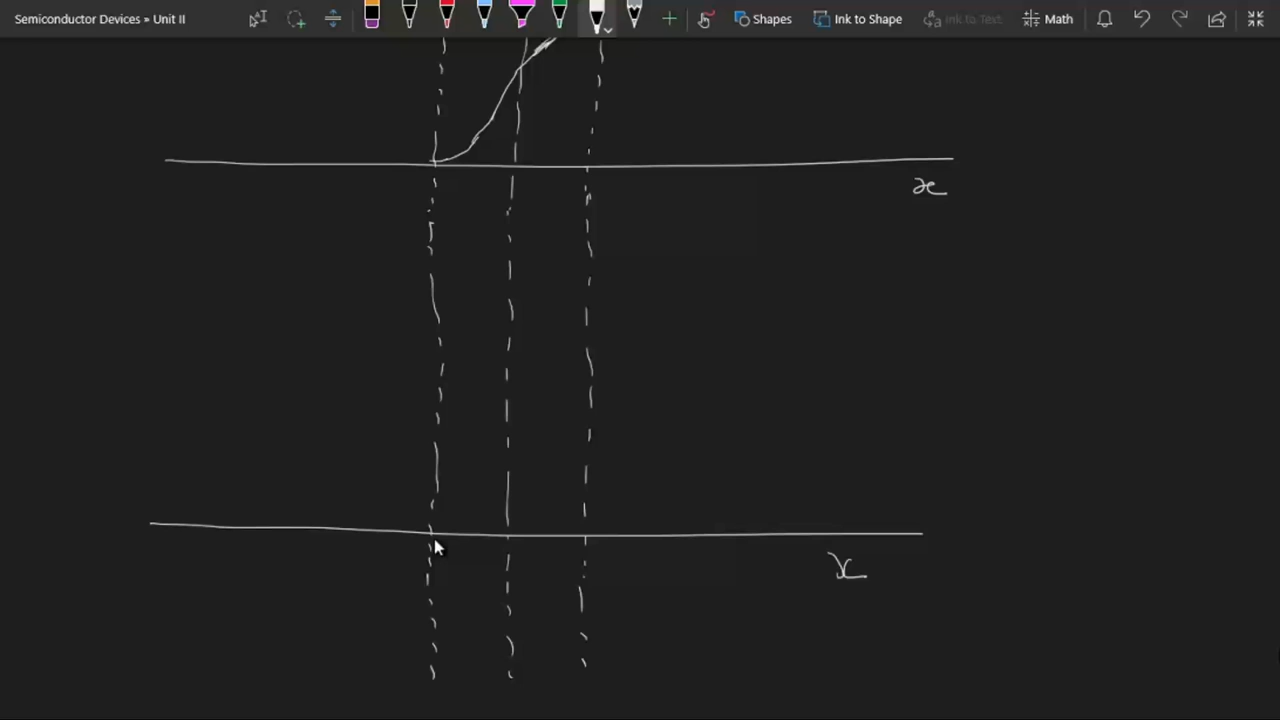 Semiconductor Devices » Unit II
Shapes
Ink to Shape
Ink to Text
Math
x
x